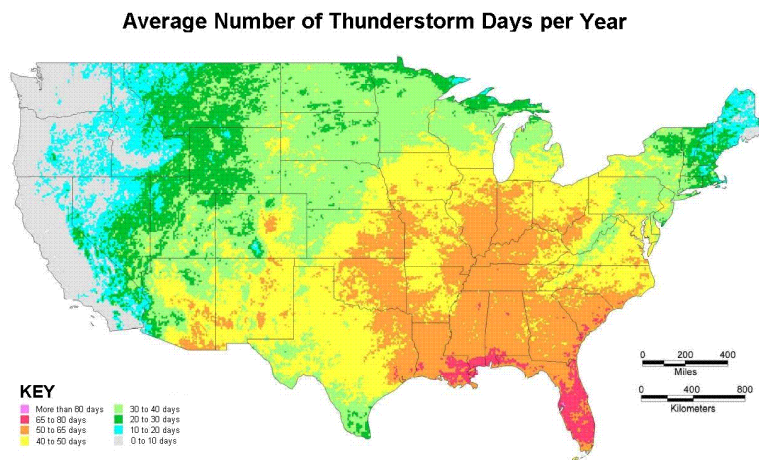 Average Number of Thunderstorm Days per Year
KEY
More than 80 days
65 to 80 days
50 to 65 days
40 to 50 days
30 to 40 days
20 to 30 days
10 to 20 days
0 to 10 days
0 200 400
Miles
0 400 800
Kilometers